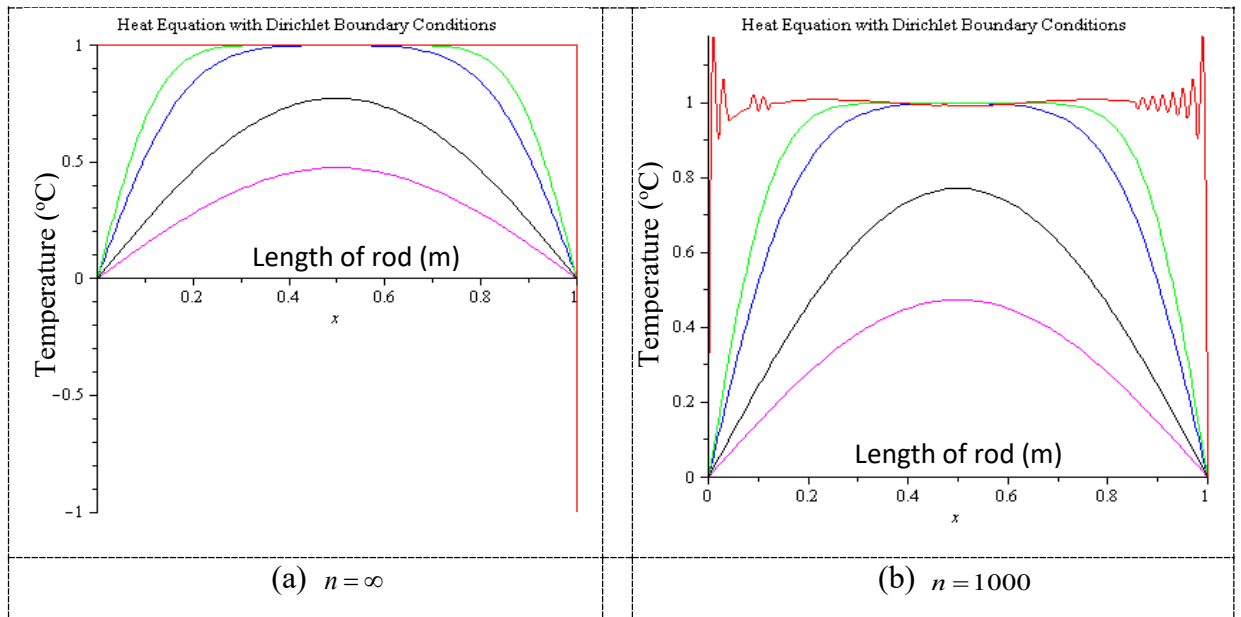 Heat Equation with Dirichlet Boundary Conditions
1
0.5
0
−0.5
−1
Temperature (°C)
Length of rod (m)
0.2 0.4 0.6 0.8 1
x
(a) n = ∞
Heat Equation with Dirichlet Boundary Conditions
1
0.8
0.6
0.4
0.2
0
Temperature (°C)
Length of rod (m)
0 0.2 0.4 0.6 0.8 1
x
(b) n = 1000